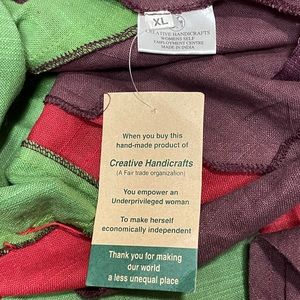 XL
CREATIVE HANDICRAFTS
WOMENS SELF
EMPLOYMENT CENTRE
MADE IN INDIA
When you buy this
hand-made product of
Creative Handicrafts
(A Fair trade organization)
You empower an
Underprivileged woman
To make herself
economically independent
Thank you for making
our world
a less unequal place